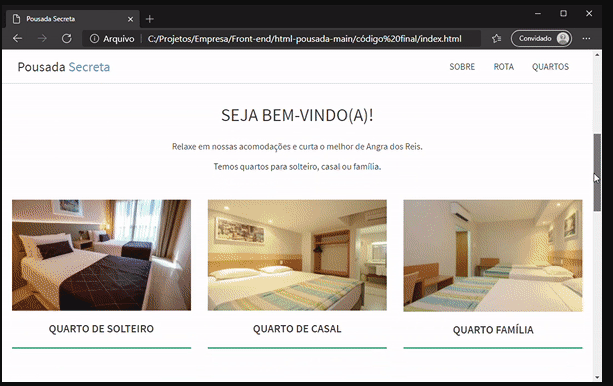 Pousada Secreta
Arquivo | C:/Projetos/Empresa/Front-end/html-pousada-main/código%20final/index.html
Convidado
Pousada Secreta
SOBRE ROTA QUARTOS
SEJA BEM-VINDO(A)!
Relaxe em nossas acomodações e curta o melhor de Angra dos Reis.
Temos quartos para solteiro, casal ou família.
QUARTO DE SOLTEIRO QUARTO DE CASAL QUARTO FAMÍLIA